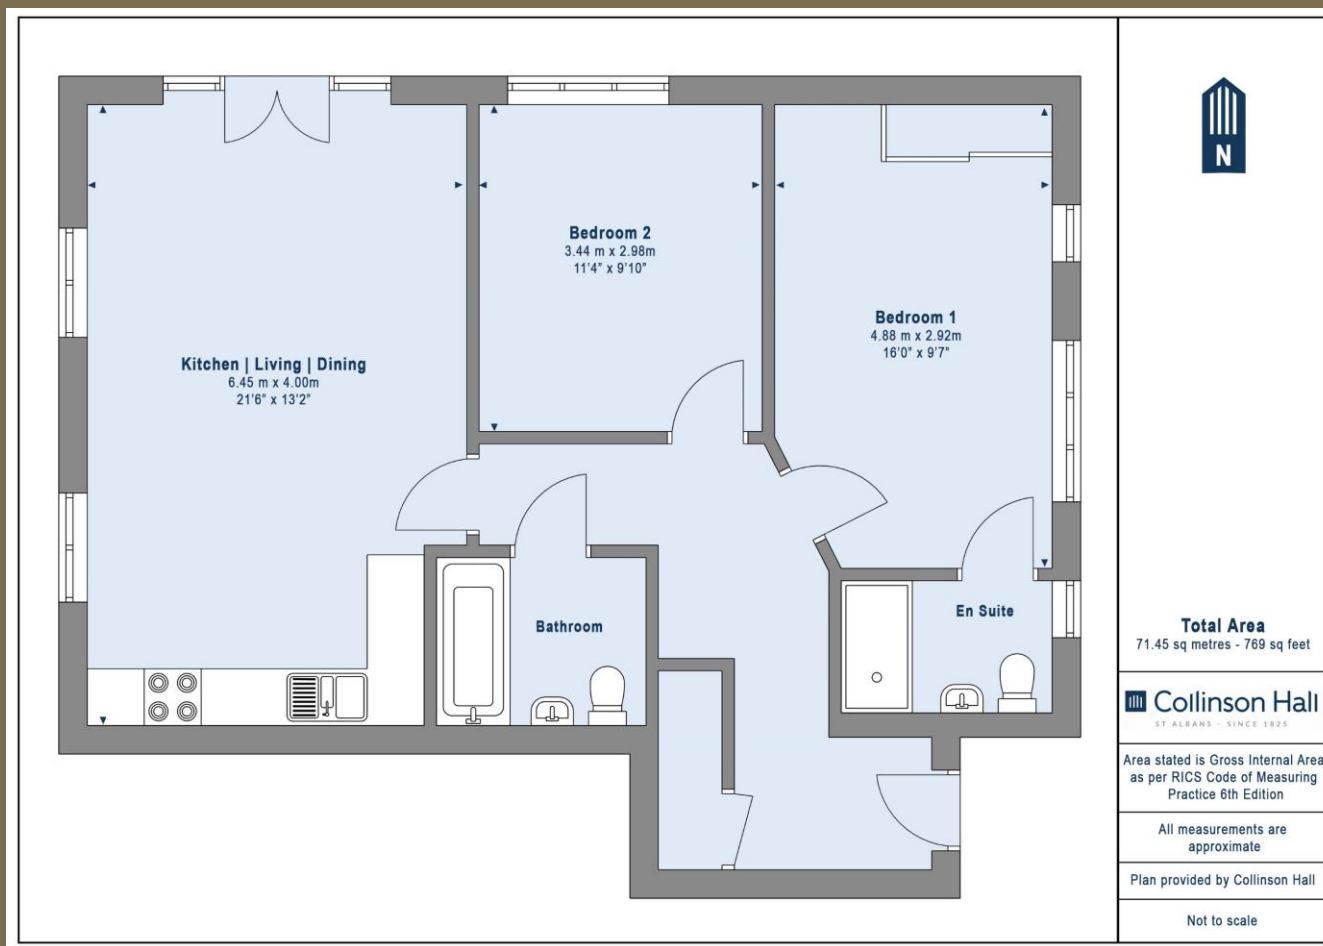 Kitchen | Living | Dining
6.45 m x 4.00m
21'6" x 13'2"
Bedroom 2
3.44 m x 2.98m
11'4" x 9'10"
Bedroom 1
4.88 m x 2.92m
16'0" x 9'7"
Bathroom
En Suite
N
Total Area
71.45 sq metres - 769 sq feet
Collinson Hall
ST ALBANS - SINCE 1825
Area stated is Gross Internal Area
as per RICS Code of Measuring
Practice 6th Edition
All measurements are
approximate
Plan provided by Collinson Hall
Not to scale